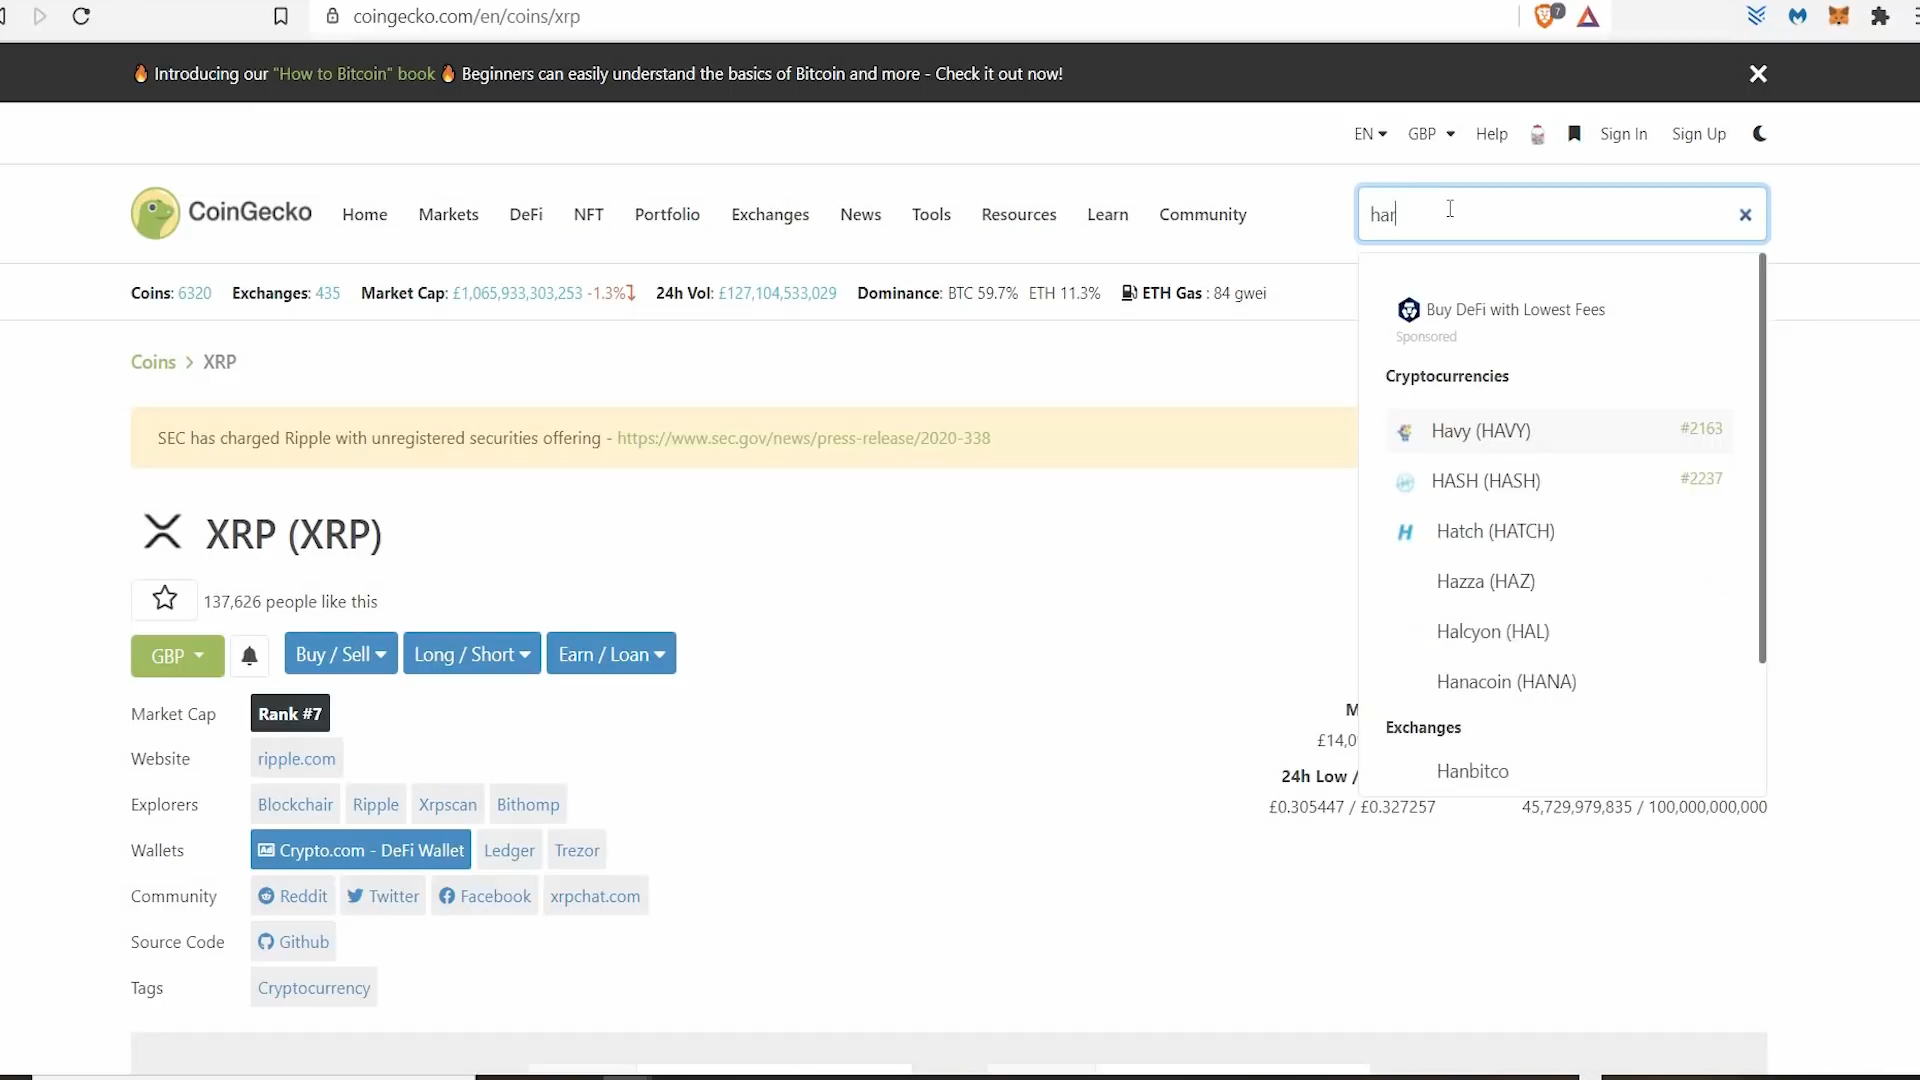 coingecko.com/en/coins/xrp
7
Introducing our "How to Bitcoin" book Beginners can easily understand the basics of Bitcoin and more - Check it out now!
EN GBP Help Sign In Sign Up
CoinGecko Home Markets DeFi NFT Portfolio Exchanges News Tools Resources Learn Community har
Coins: 6320 Exchanges: 435 Market Cap: £1,065,933,303,253 -1.3% 24h Vol: £127,104,533,029 Dominance: BTC 59.7% ETH 11.3% ETH Gas : 84 gwei
Buy DeFi with Lowest Fees
Sponsored
Cryptocurrencies
Havy (HAVY) #2163
HASH (HASH) #2237
Hatch (HATCH)
Hazza (HAZ)
Halcyon (HAL)
Hanacoin (HANA)
Exchanges
Hanbitco
Coins > XRP
SEC has charged Ripple with unregistered securities offering - https://www.sec.gov/news/press-release/2020-338
XRP (XRP)
137,626 people like this
GBP Buy / Sell Long / Short Earn / Loan
Market Cap Rank #7
Website ripple.com
Explorers Blockchair Ripple Xrpscan Bithomp
Wallets Crypto.com - DeFi Wallet Ledger Trezor
Community Reddit Twitter Facebook xrpchat.com
Source Code Github
Tags Cryptocurrency
M
£14,0
24h Low /
£0.305447 / £0.327257 45,729,979,835 / 100,000,000,000